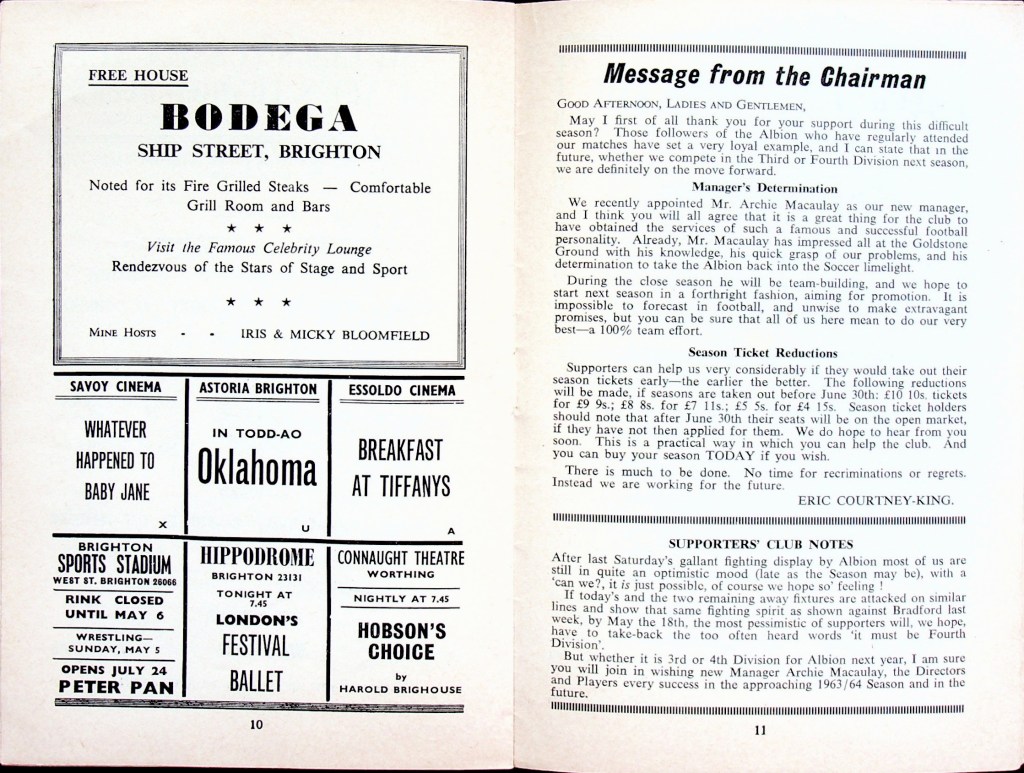 FREE HOUSE
BODEGA
SHIP STREET, BRIGHTON
Noted for its Fire Grilled Steaks — Comfortable
Grill Room and Bars
★ ★ ★
Visit the Famous Celebrity Lounge
Rendezvous of the Stars of Stage and Sport
★ ★ ★
MINE HOSTS - - IRIS & MICKY BLOOMFIELD
SAVOY CINEMA
WHATEVER
HAPPENED TO
BABY JANE
X
ASTORIA BRIGHTON
IN TODD-AO
Oklahoma
U
ESSOLDO CINEMA
BREAKFAST
AT TIFFANYS
A
BRIGHTON
SPORTS STADIUM
WEST ST. BRIGHTON 26066
RINK CLOSED
UNTIL MAY 6
WRESTLING—
SUNDAY, MAY 5
OPENS JULY 24
PETER PAN
HIPPODROME
BRIGHTON 23131
TONIGHT AT
7.45
LONDON'S
FESTIVAL
BALLET
CONNAUGHT THEATRE
WORTHING
NIGHTLY AT 7.45
HOBSON'S
CHOICE
by
HAROLD BRIGHOUSE
10
Message from the Chairman
GOOD AFTERNOON, LADIES AND GENTLEMEN,
May I first of all thank you for your support during this difficult
season? Those followers of the Albion who have regularly attended
our matches have set a very loyal example, and I can state that in the
future, whether we compete in the Third or Fourth Division next season,
we are definitely on the move forward.
Manager's Determination
We recently appointed Mr. Archie Macaulay as our new manager,
and I think you will all agree that it is a great thing for the club to
have obtained the services of such a famous and successful football
personality. Already, Mr. Macaulay has impressed all at the Goldstone
Ground with his knowledge, his quick grasp of our problems, and his
determination to take the Albion back into the Soccer limelight.
During the close season he will be team-building, and we hope to
start next season in a forthright fashion, aiming for promotion. It is
impossible to forecast in football, and unwise to make extravagant
promises, but you can be sure that all of us here mean to do our very
best—a 100% team effort.
Season Ticket Reductions
Supporters can help us very considerably if they would take out their
season tickets early—the earlier the better. The following reductions
will be made, if seasons are taken out before June 30th: £10 10s. tickets
for £9 9s.; £8 8s. for £7 11s.; £5 5s. for £4 15s. Season ticket holders
should note that after June 30th their seats will be on the open market,
if they have not then applied for them. We do hope to hear from you
soon. This is a practical way in which you can help the club. And
you can buy your season TODAY if you wish.
There is much to be done. No time for recriminations or regrets.
Instead we are working for the future.
ERIC COURTNEY-KING.
SUPPORTERS' CLUB NOTES
After last Saturday's gallant fighting display by Albion most of us are
still in quite an optimistic mood (late as the Season may be), with a
'can we?, it is just possible, of course we hope so' feeling !
If today's and the two remaining away fixtures are attacked on similar
lines and show that same fighting spirit as shown against Bradford last
week, by May the 18th, the most pessimistic of supporters will, we hope,
have to take-back the too often heard words 'it must be Fourth
Division'.
But whether it is 3rd or 4th Division for Albion next year, I am sure
you will join in wishing new Manager Archie Macaulay, the Directors
and Players every success in the approaching 1963/64 Season and in the
future.
11